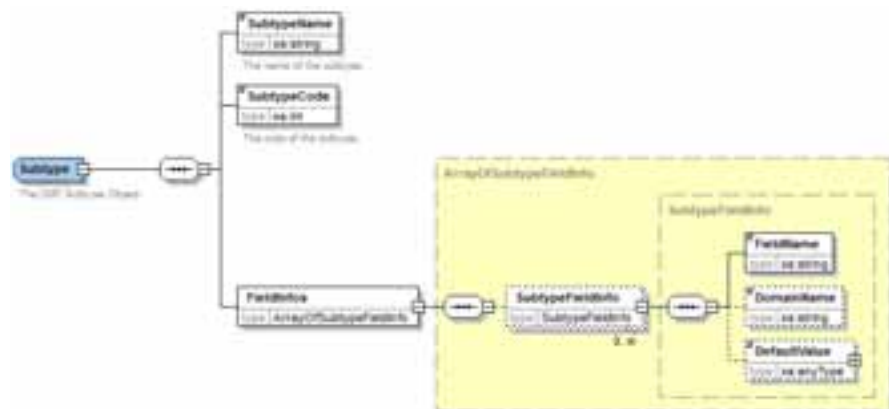 SubtypeName
type xs:string
The name of the subtype.
SubtypeCode
type xs:int
The code of the subtype.
Subtype
The Subtype Object
ArrayOfSubtypeFieldInfo
SubtypeFieldInfo
FieldName
type xs:string
FieldInfos
type ArrayOfSubtypeFieldInfo
SubtypeFieldInfo
type SubtypeFieldInfo
DomainName
type xs:string
DefaultValue
type xs:anyType